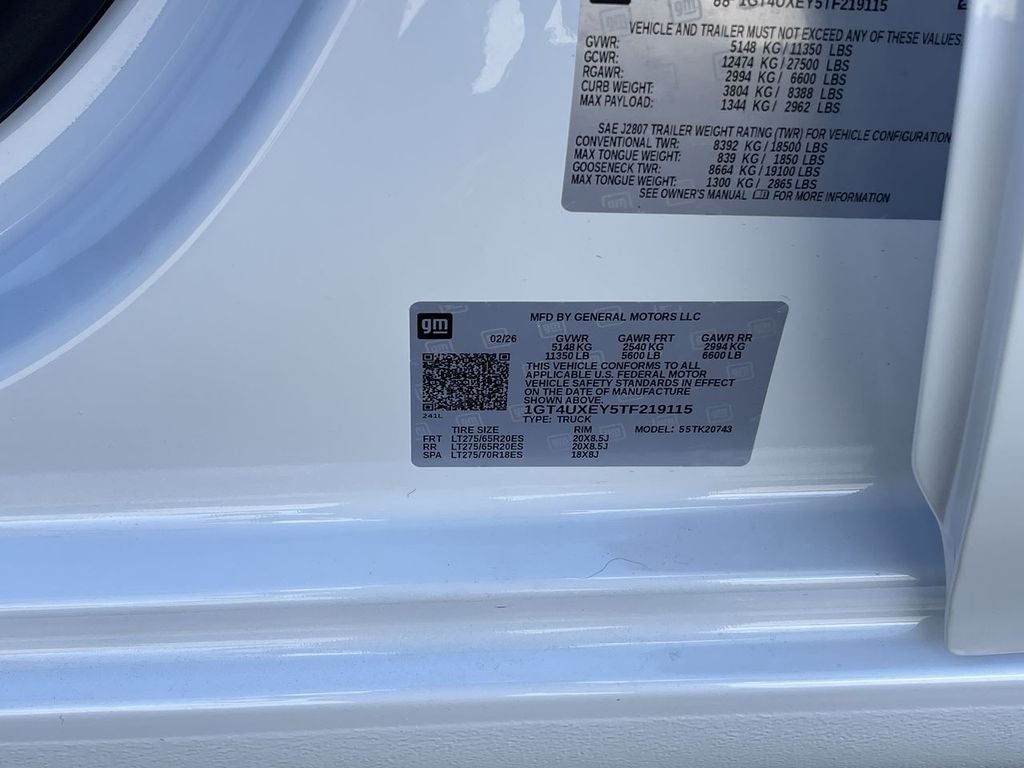 1GT4UXEY5TF219115
VEHICLE AND TRAILER MUST NOT EXCEED ANY OF THESE VALUES
GVWR: 5148 KG / 11350 LBS
GCWR: 12474 KG / 27500 LBS
RGAWR: 2994 KG / 6600 LBS
CURB WEIGHT: 3804 KG / 8388 LBS
MAX PAYLOAD: 1344 KG / 2962 LBS
SAE J2807 TRAILER WEIGHT RATING (TWR) FOR VEHICLE CONFIGURATION
CONVENTIONAL TWR: 8392 KG / 18500 LBS
MAX TONGUE WEIGHT: 839 KG / 1850 LBS
GOOSENECK TWR: 8664 KG / 19100 LBS
MAX TONGUE WEIGHT: 1300 KG / 2865 LBS
SEE OWNER'S MANUAL FOR MORE INFORMATION
gm
MFD BY GENERAL MOTORS LLC
02/26 GVWR GAWR FRT GAWR RR
5148 KG 2540 KG 2994 KG
11350 LB 5600 LB 6600 LB
THIS VEHICLE CONFORMS TO ALL
APPLICABLE U.S. FEDERAL MOTOR
VEHICLE SAFETY STANDARDS IN EFFECT
ON THE DATE OF MANUFACTURE
SHOWN ABOVE.
1GT4UXEY5TF219115
241L
TYPE: TRUCK
TIRE SIZE RIM MODEL: 55TK20743
FRT LT275/65R20ES 20X8.5J
RR LT275/65R20ES 20X8.5J
SPA LT275/70R18ES 18X8J